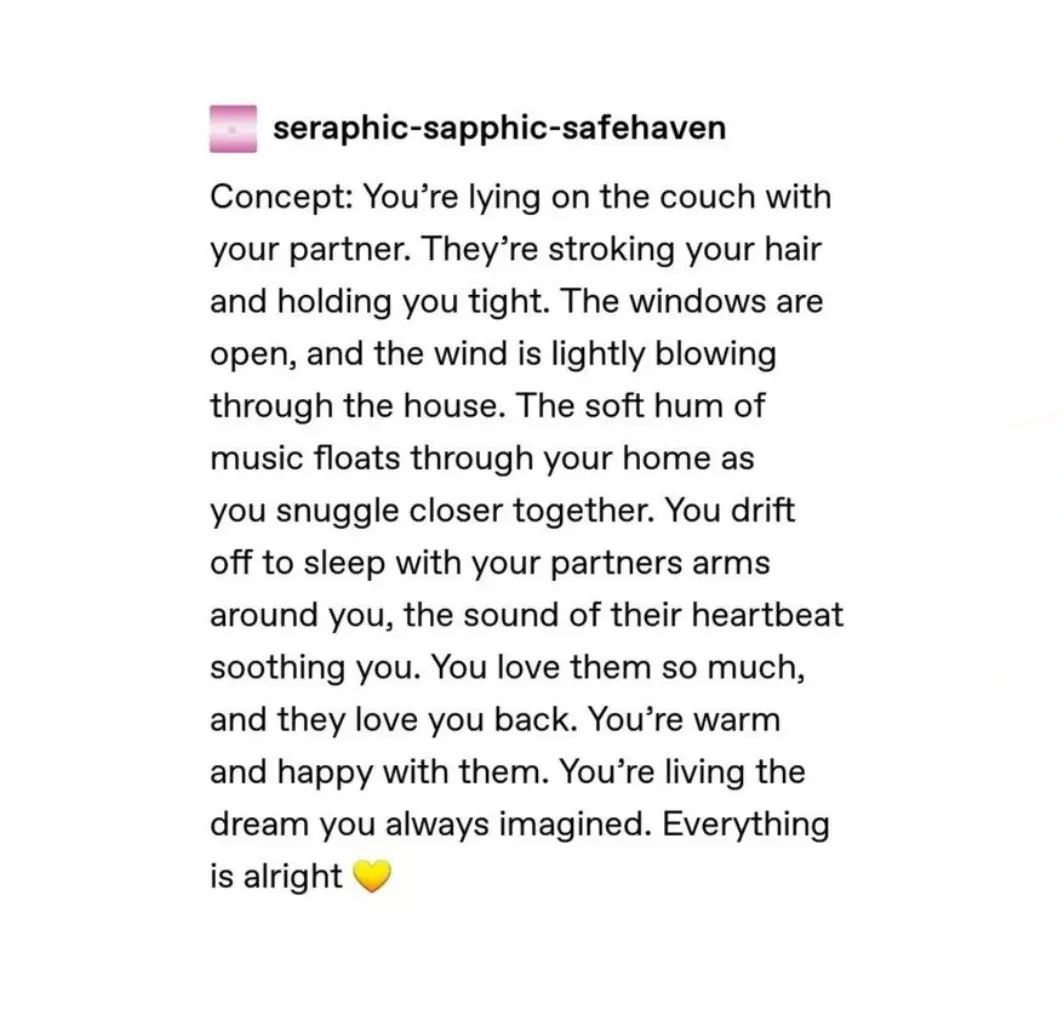 seraphic-sapphic-safehaven
Concept: You’re lying on the couch with
your partner. They’re stroking your hair
and holding you tight. The windows are
open, and the wind is lightly blowing
through the house. The soft hum of
music floats through your home as
you snuggle closer together. You drift
off to sleep with your partners arms
around you, the sound of their heartbeat
soothing you. You love them so much,
and they love you back. You’re warm
and happy with them. You’re living the
dream you always imagined. Everything
is alright 💛